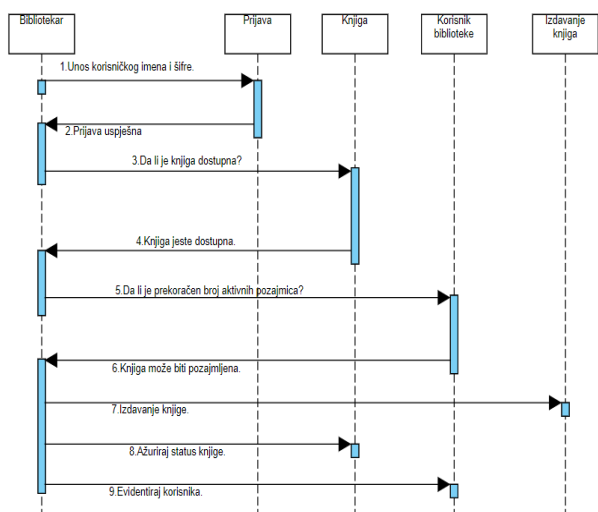 Bibliotekar
Prijava
Knjiga
Korisnik
biblioteke
Izdavanje
knjiga
1.Unos korisničkog imena i šifre.
2.Prijava uspješna
3.Da li je knjiga dostupna?
4.Knjiga jeste dostupna.
5.Da li je prekoračen broj aktivnih pozajmica?
6.Knjiga može biti pozajmljena.
7.Izdavanje knjige.
8.Ažuriraj status knjige.
9.Evidentiraj korisnika.